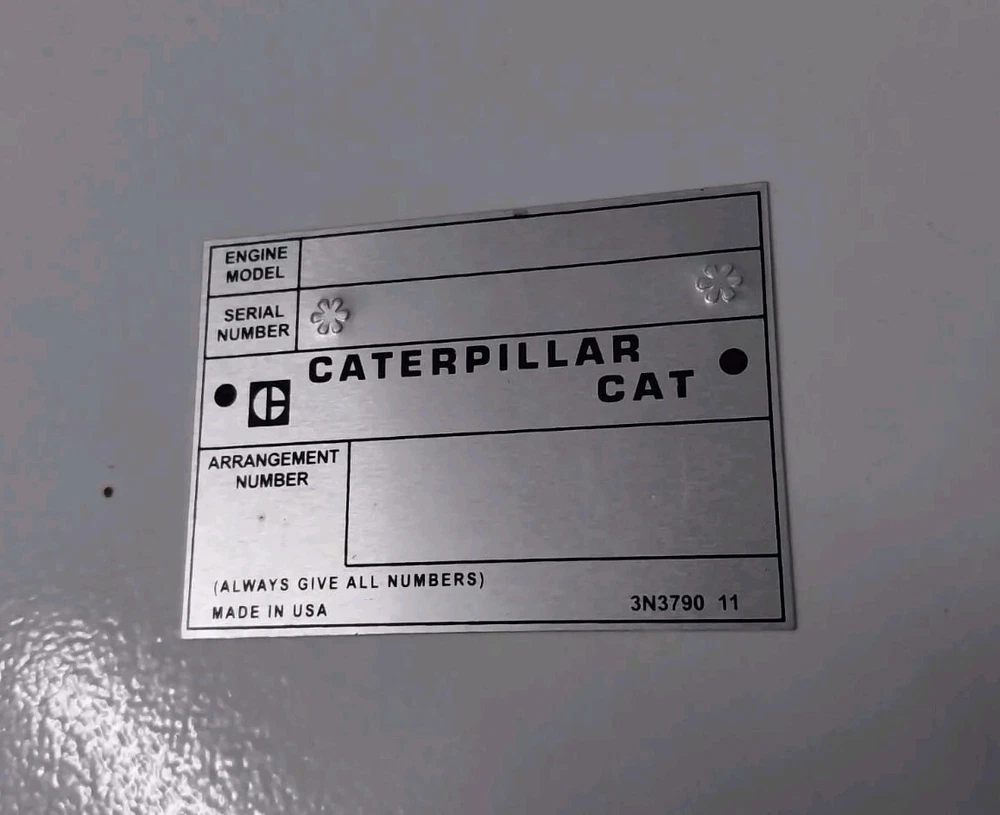 ENGINE
MODEL
SERIAL
NUMBER
CATERPILLAR
CAT
ARRANGEMENT
NUMBER
(ALWAYS GIVE ALL NUMBERS)
MADE IN USA
3N3790 11